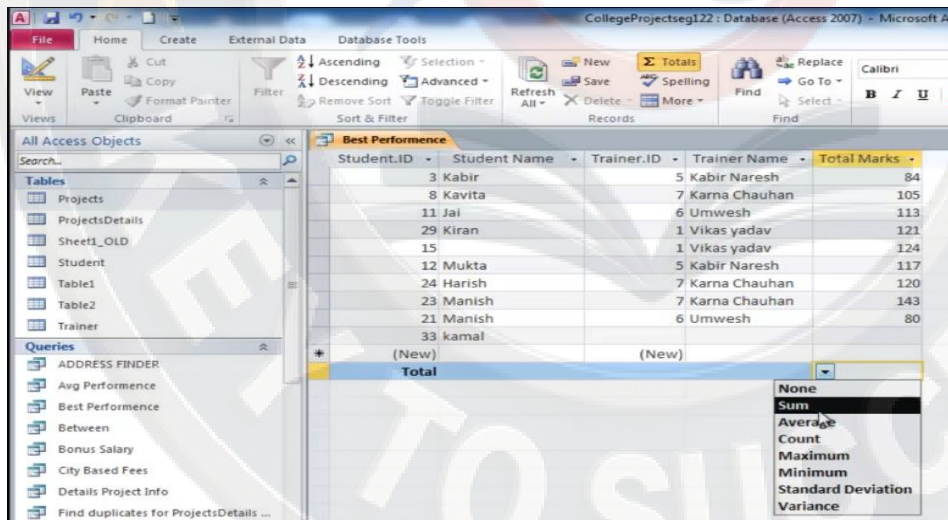 CollegeProjectseg122 : Database (Access 2007) - Microsoft A
File Home Create External Data Database Tools
View
Views
Paste
Cut
Copy
Format Painter
Clipboard
Filter
Ascending
Descending
Remove Sort
Selection
Advanced
Toggle Filter
Sort & Filter
Refresh All
New
Save
Delete
Totals
Spelling
More
Records
Find
Replace
Go To
Select
Find
Calibri
B I U
All Access Objects
Search...
Tables
Projects
ProjectsDetails
Sheet1_OLD
Student
Table1
Table2
Trainer
Queries
ADDRESS FINDER
Avg Performence
Best Performence
Between
Bonus Salary
City Based Fees
Details Project Info
Find duplicates for ProjectsDetails ...
Best Performence
Student.ID Student Name Trainer.ID Trainer Name Total Marks
3 Kabir 5 Kabir Naresh 84
8 Kavita 7 Karna Chauhan 105
11 Jai 6 Umwesh 113
29 Kiran 1 Vikas yadav 121
15 1 Vikas yadav 124
12 Mukta 5 Kabir Naresh 117
24 Harish 7 Karna Chauhan 120
23 Manish 7 Karna Chauhan 143
21 Manish 6 Umwesh 80
33 kamal
* (New) (New)
Total
None
Sum
Average
Count
Maximum
Minimum
Standard Deviation
Variance
TO SUCC